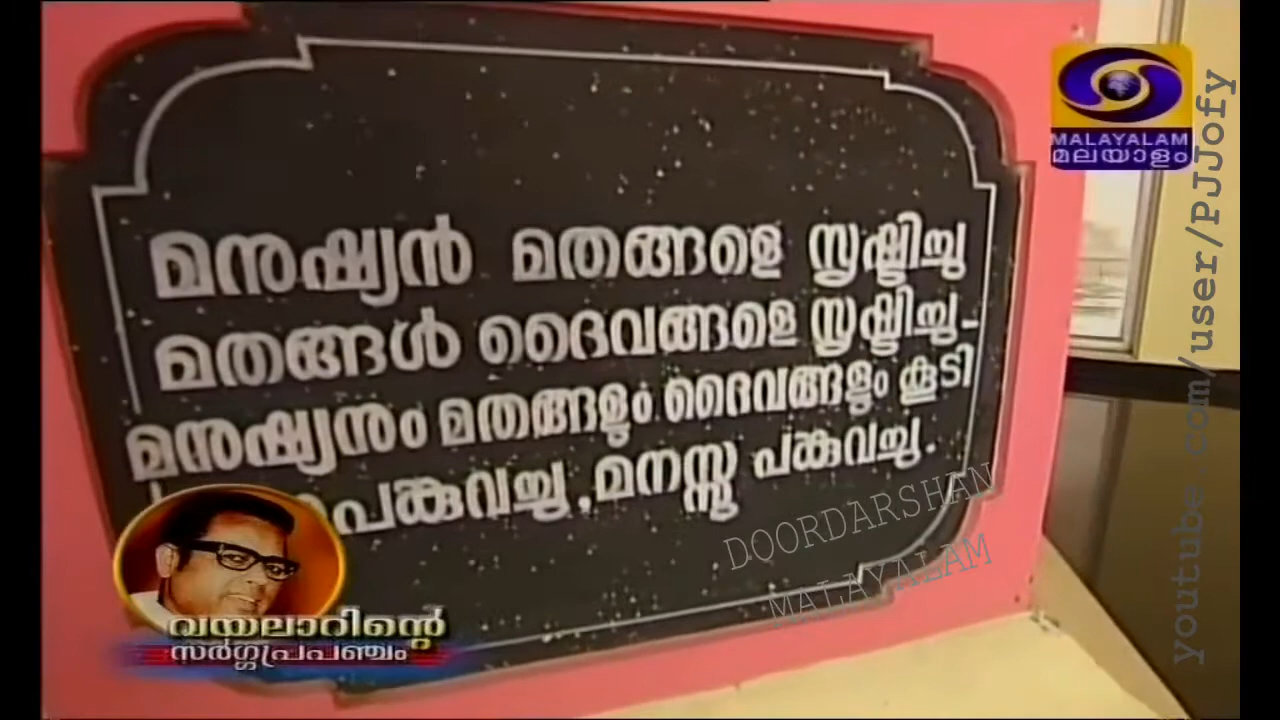 മനുഷ്യൻ മതങ്ങളെ സൃഷ്ടിച്ചു
മതങ്ങൾ ദൈവങ്ങളെ സൃഷ്ടിച്ചു-
മനുഷ്യനും മതങ്ങളും ദൈവങ്ങളും കൂടി
പങ്കുവച്ചു, മനസ്സു പങ്കുവച്ചു.
DOORDARSHAN
MALAYALAM
വയലാറിന്റെ
സർഗ്ഗപ്രപഞ്ചം
MALAYALAM
മലയാളം
youtube.com/user/PJJofy